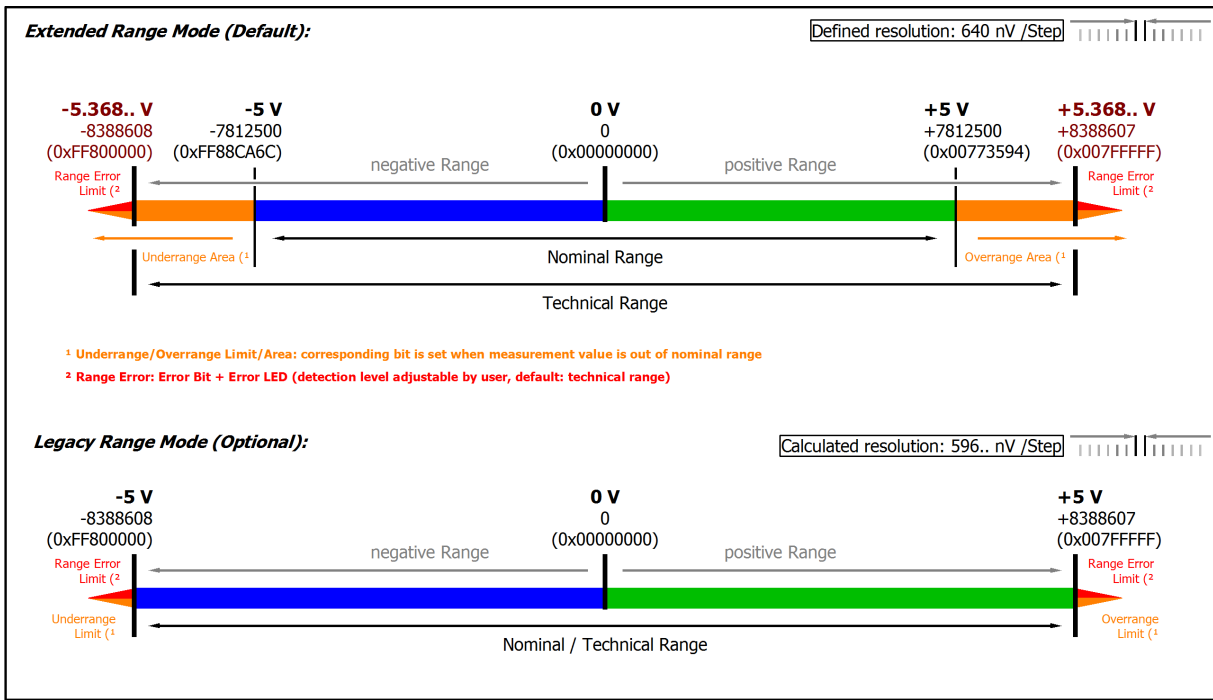 Extended Range Mode (Default):
Defined resolution: 640 nV /Step
-5.368.. V
-8388608
(0xFF800000)
-5 V
-7812500
(0xFF88CA6C)
0 V
0
(0x00000000)
+5 V
+7812500
(0x00773594)
+5.368.. V
+8388607
(0x007FFFFF)
negative Range
positive Range
Range Error
Limit (²
Range Error
Limit (²
Underrange Area (¹
Nominal Range
Overrange Area (¹
Technical Range
¹ Underrange/Overrange Limit/Area: corresponding bit is set when measurement value is out of nominal range
² Range Error: Error Bit + Error LED (detection level adjustable by user, default: technical range)
Legacy Range Mode (Optional):
Calculated resolution: 596.. nV /Step
-5 V
-8388608
(0xFF800000)
0 V
0
(0x00000000)
+5 V
+8388607
(0x007FFFFF)
negative Range
positive Range
Range Error
Limit (²
Range Error
Limit (²
Underrange
Limit (¹
Overrange
Limit (¹
Nominal / Technical Range